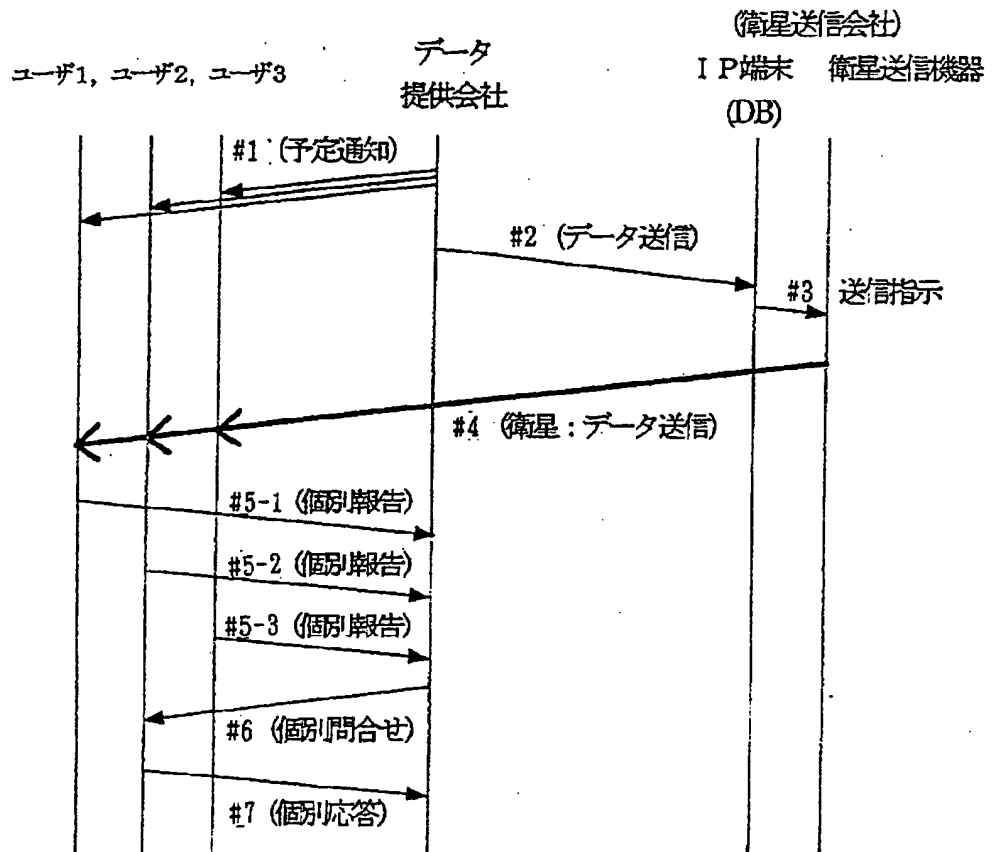 (衛星送信会社)
データ
ユーザ1, ユーザ2, ユーザ3
提供会社
IP端末 衛星送信機器
(DB)
#1 (予定通知)
#2 (データ送信)
#3 送信指示
#4 (衛星：データ送信)
#5-1 (個別報告)
#5-2 (個別報告)
#5-3 (個別報告)
#6 (個別問合せ)
#7 (個別応答)